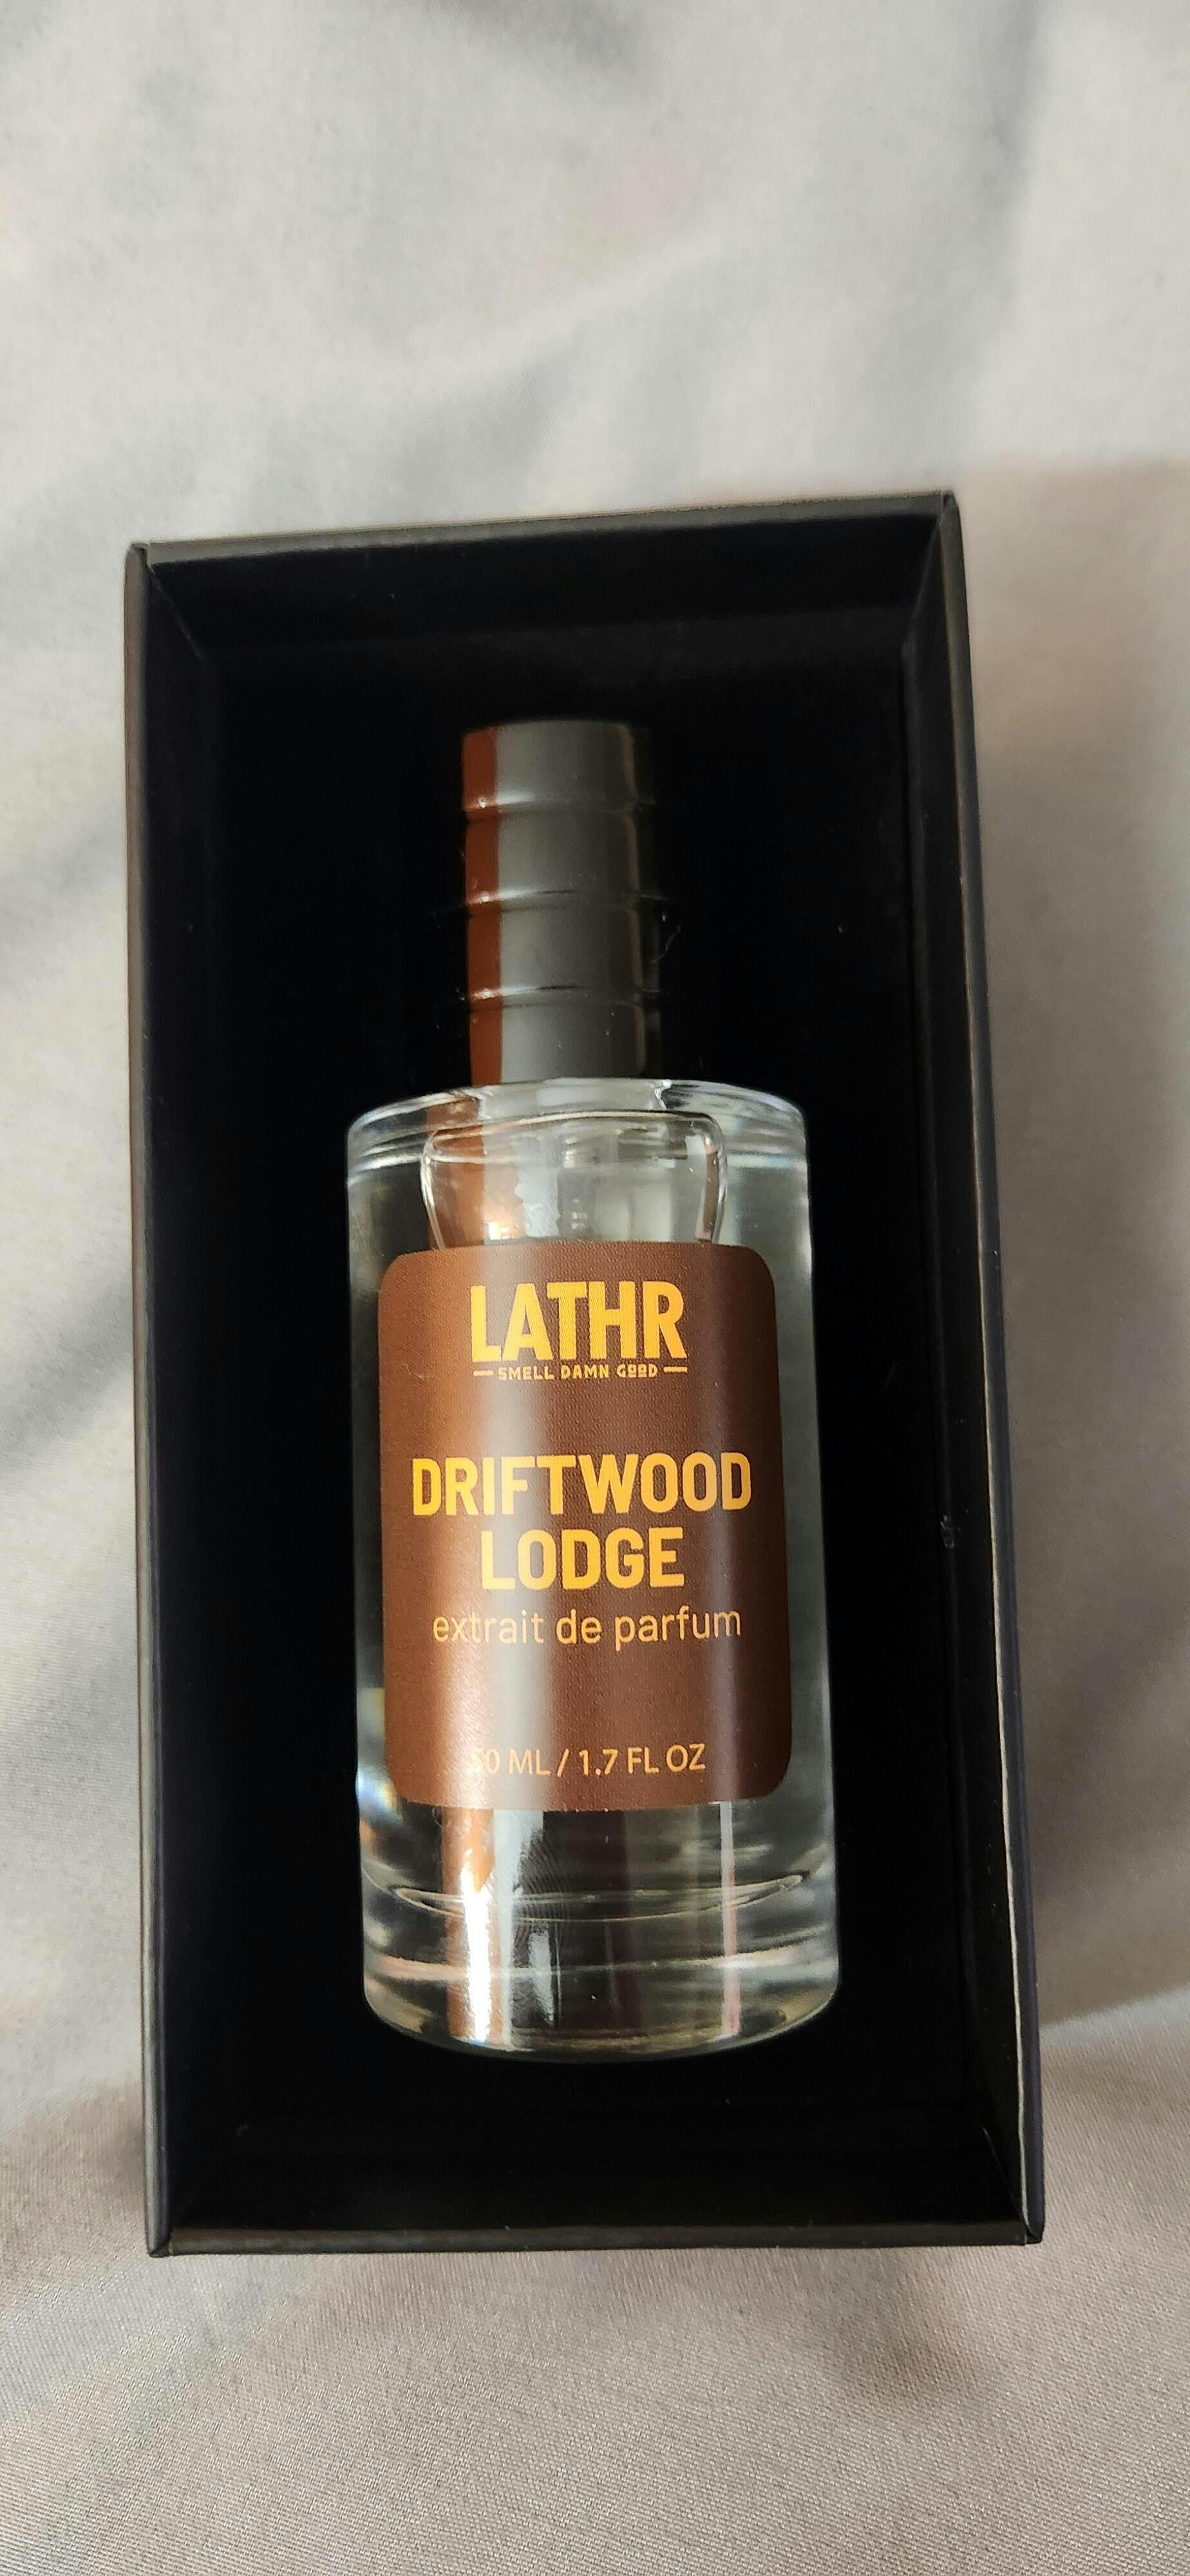 LATHR
SMELL DAMN GOOD
DRIFTWOOD
LODGE
extrait de parfum
50 ML / 1.7 FL OZ